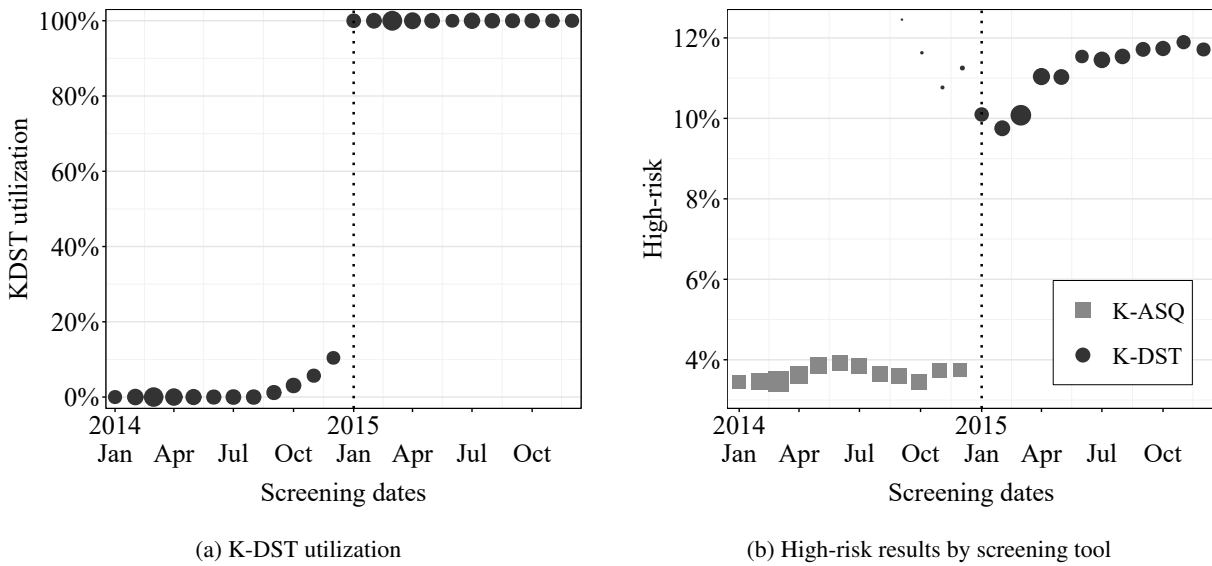 100%
80%
60%
40%
20%
0%
KDST utilization
2014 2015
Jan Apr Jul Oct Jan Apr Jul Oct
Screening dates
(a) K-DST utilization
12%
10%
8%
6%
4%
High-risk
K-ASQ
K-DST
2014 2015
Jan Apr Jul Oct Jan Apr Jul Oct
Screening dates
(b) High-risk results by screening tool